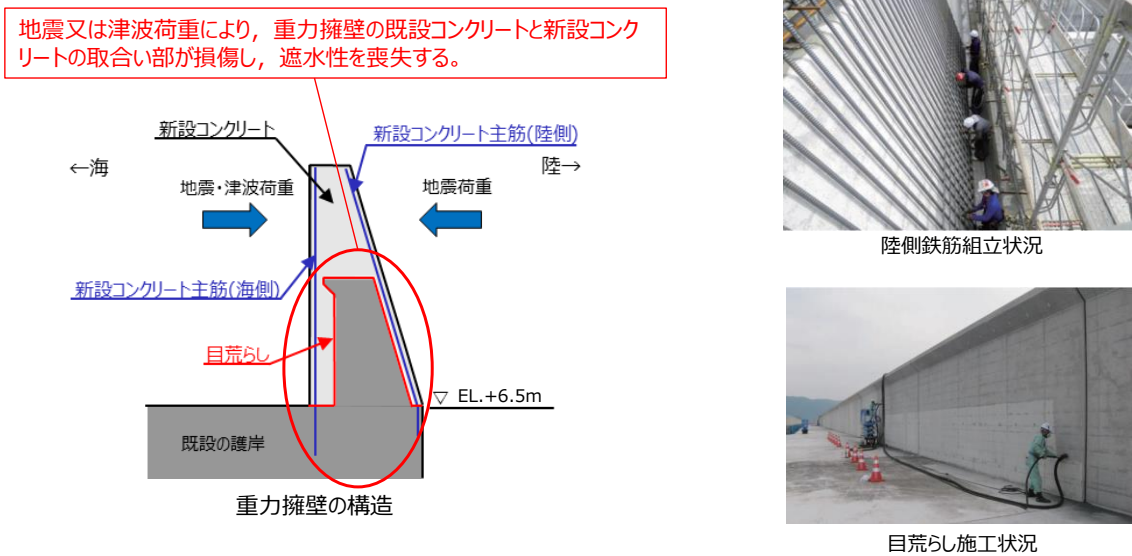 地震又は津波荷重により，重力擁壁の既設コンクリートと新設コンク
リートの取合い部が損傷し，遮水性を喪失する。
新設コンクリート
新設コンクリート主筋(陸側)
←海
陸→
地震・津波荷重
地震荷重
新設コンクリート主筋(海側)
目荒らし
▽ EL.+6.5m
既設の護岸
重力擁壁の構造
陸側鉄筋組立状況
目荒らし施工状況